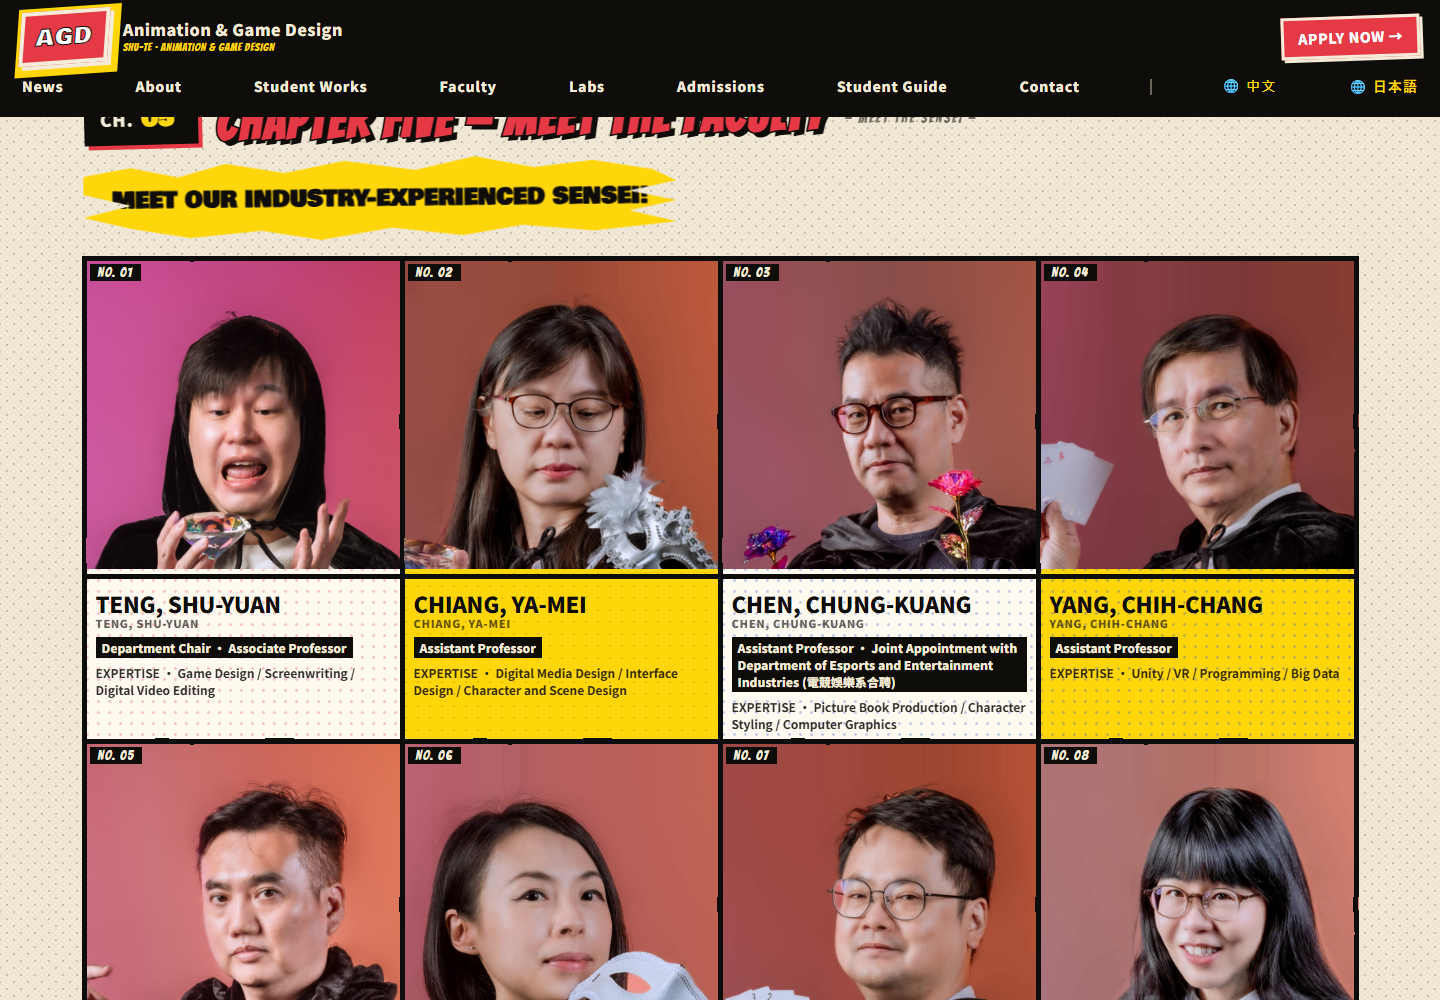 AGD
Animation & Game Design
SHU-TE · ANIMATION & GAME DESIGN
APPLY NOW →
News
About
Student Works
Faculty
Labs
Admissions
Student Guide
Contact
中文
日本語
CH. 05
CHAPTER FIVE — MEET THE FACULTY
— MEET THE SENSEI —
MEET OUR INDUSTRY-EXPERIENCED SENSEI!
NO. 01
NO. 02
NO. 03
NO. 04
TENG, SHU-YUAN
TENG, SHU-YUAN
Department Chair・Associate Professor
EXPERTISE・Game Design / Screenwriting /
Digital Video Editing
CHIANG, YA-MEI
CHIANG, YA-MEI
Assistant Professor
EXPERTISE・Digital Media Design / Interface
Design / Character and Scene Design
CHEN, CHUNG-KUANG
CHEN, CHUNG-KUANG
Assistant Professor・Joint Appointment with
Department of Esports and Entertainment
Industries (電競娛樂系合聘)
EXPERTISE・Picture Book Production / Character
Styling / Computer Graphics
YANG, CHIH-CHANG
YANG, CHIH-CHANG
Assistant Professor
EXPERTISE・Unity / VR / Programming / Big Data
NO. 05
NO. 06
NO. 07
NO. 08